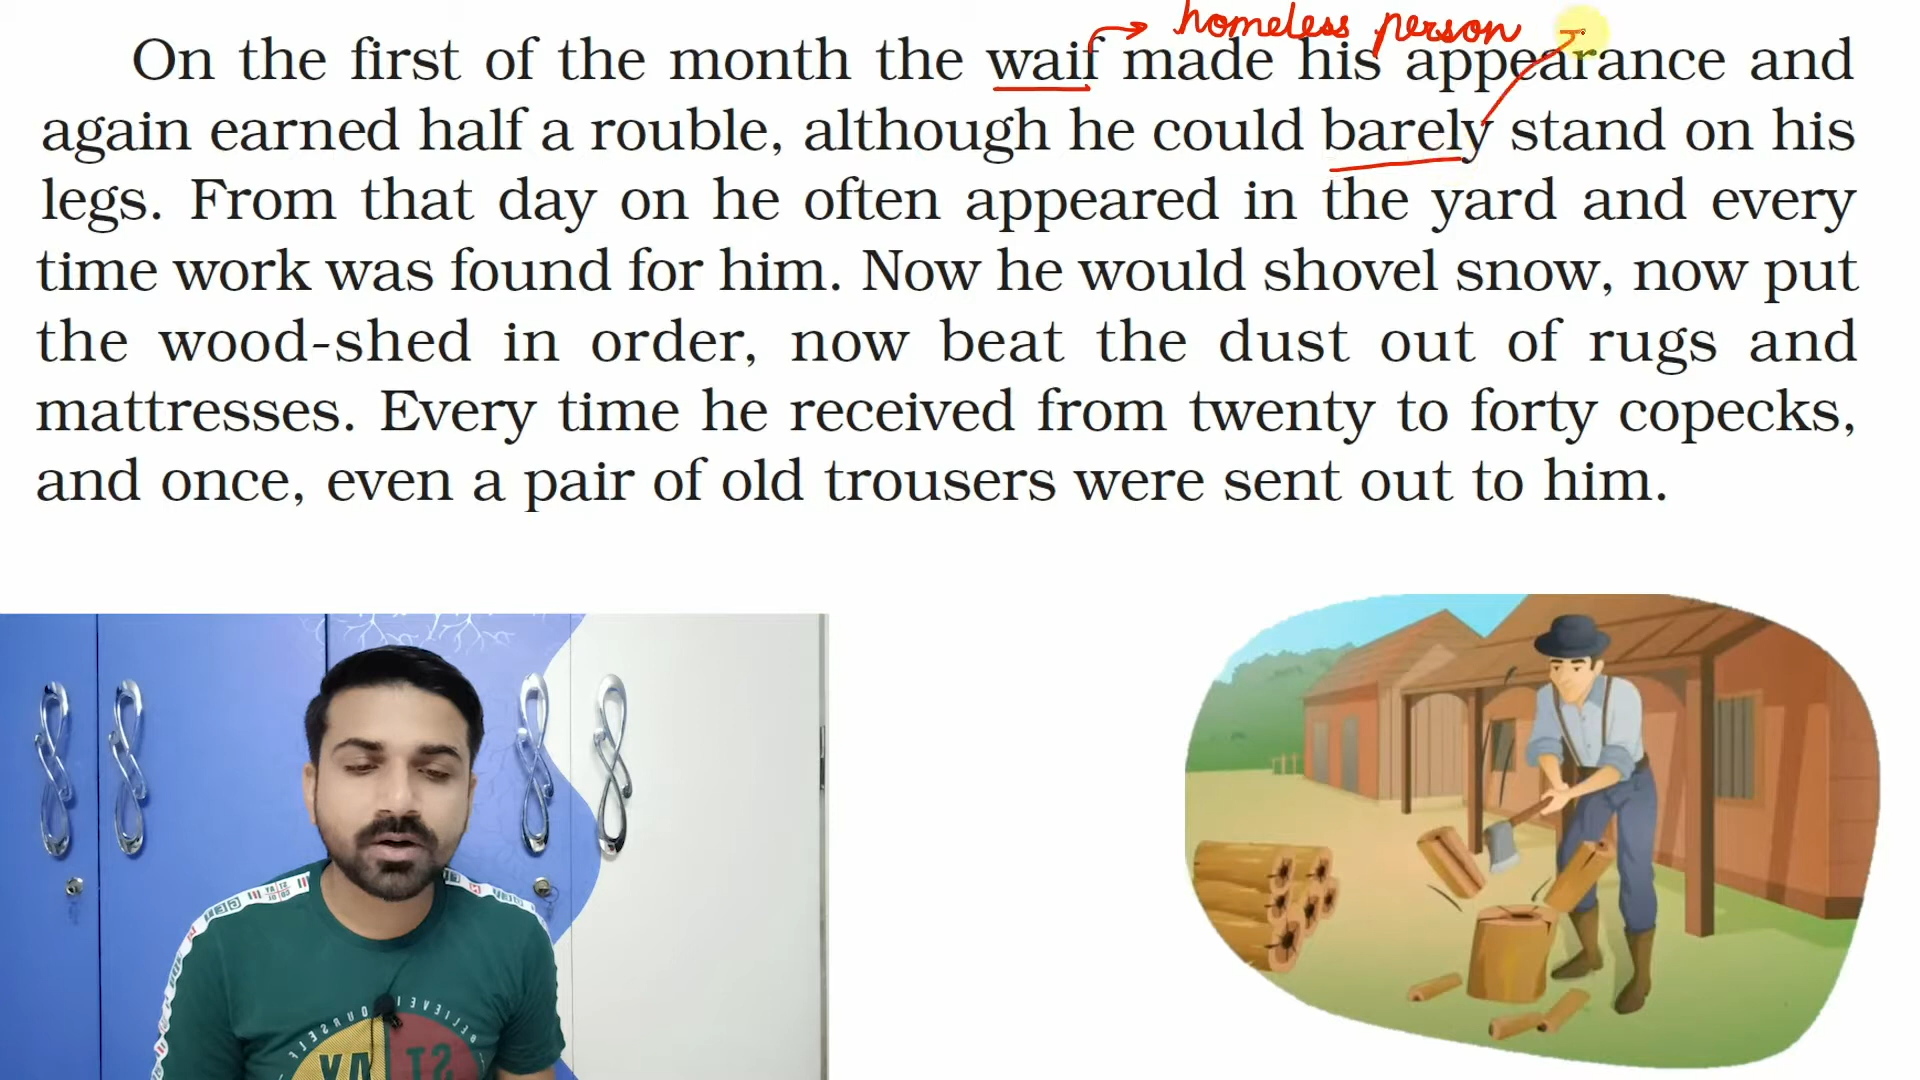 homeless person
On the first of the month the waif made his appearance and
again earned half a rouble, although he could barely stand on his
legs. From that day on he often appeared in the yard and every
time work was found for him. Now he would shovel snow, now put
the wood-shed in order, now beat the dust out of rugs and
mattresses. Every time he received from twenty to forty copecks,
and once, even a pair of old trousers were sent out to him.